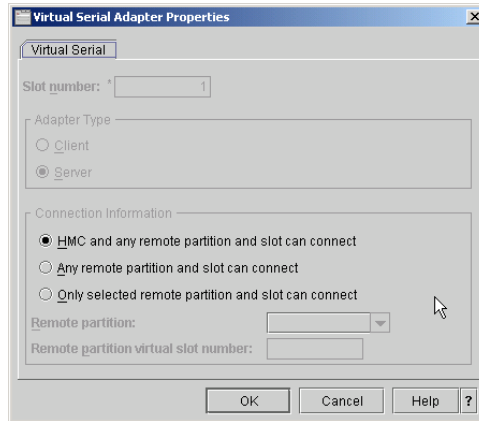 Virtual Serial Adapter Properties
Virtual Serial
Slot number: * 1
Adapter Type
Client
Server
Connection Information
HMC and any remote partition and slot can connect
Any remote partition and slot can connect
Only selected remote partition and slot can connect
Remote partition:
Remote partition virtual slot number:
OK Cancel Help ?